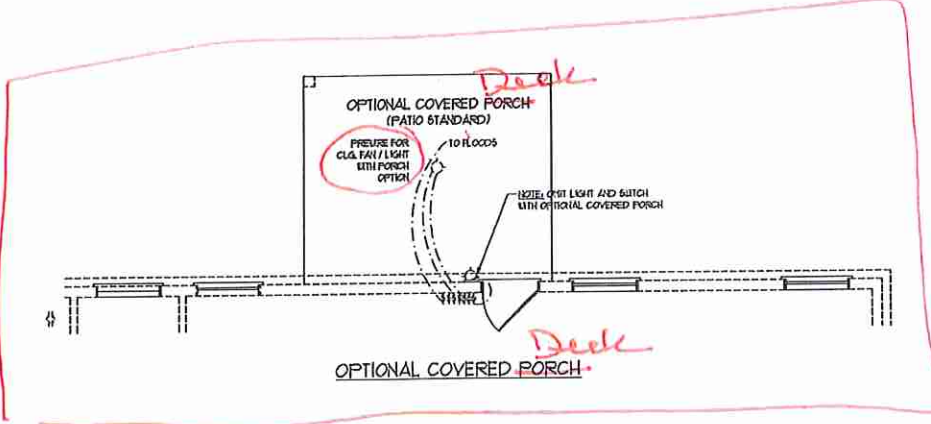 Deck
OPTIONAL COVERED PORCH
(PATIO STANDARD)
PREWIRE FOR
CLG. FAN / LIGHT
WITH PORCH
OPTION
TO FLOODS
NOTE: OMIT LIGHT AND SWITCH
WITH OPTIONAL COVERED PORCH
Deck
OPTIONAL COVERED PORCH